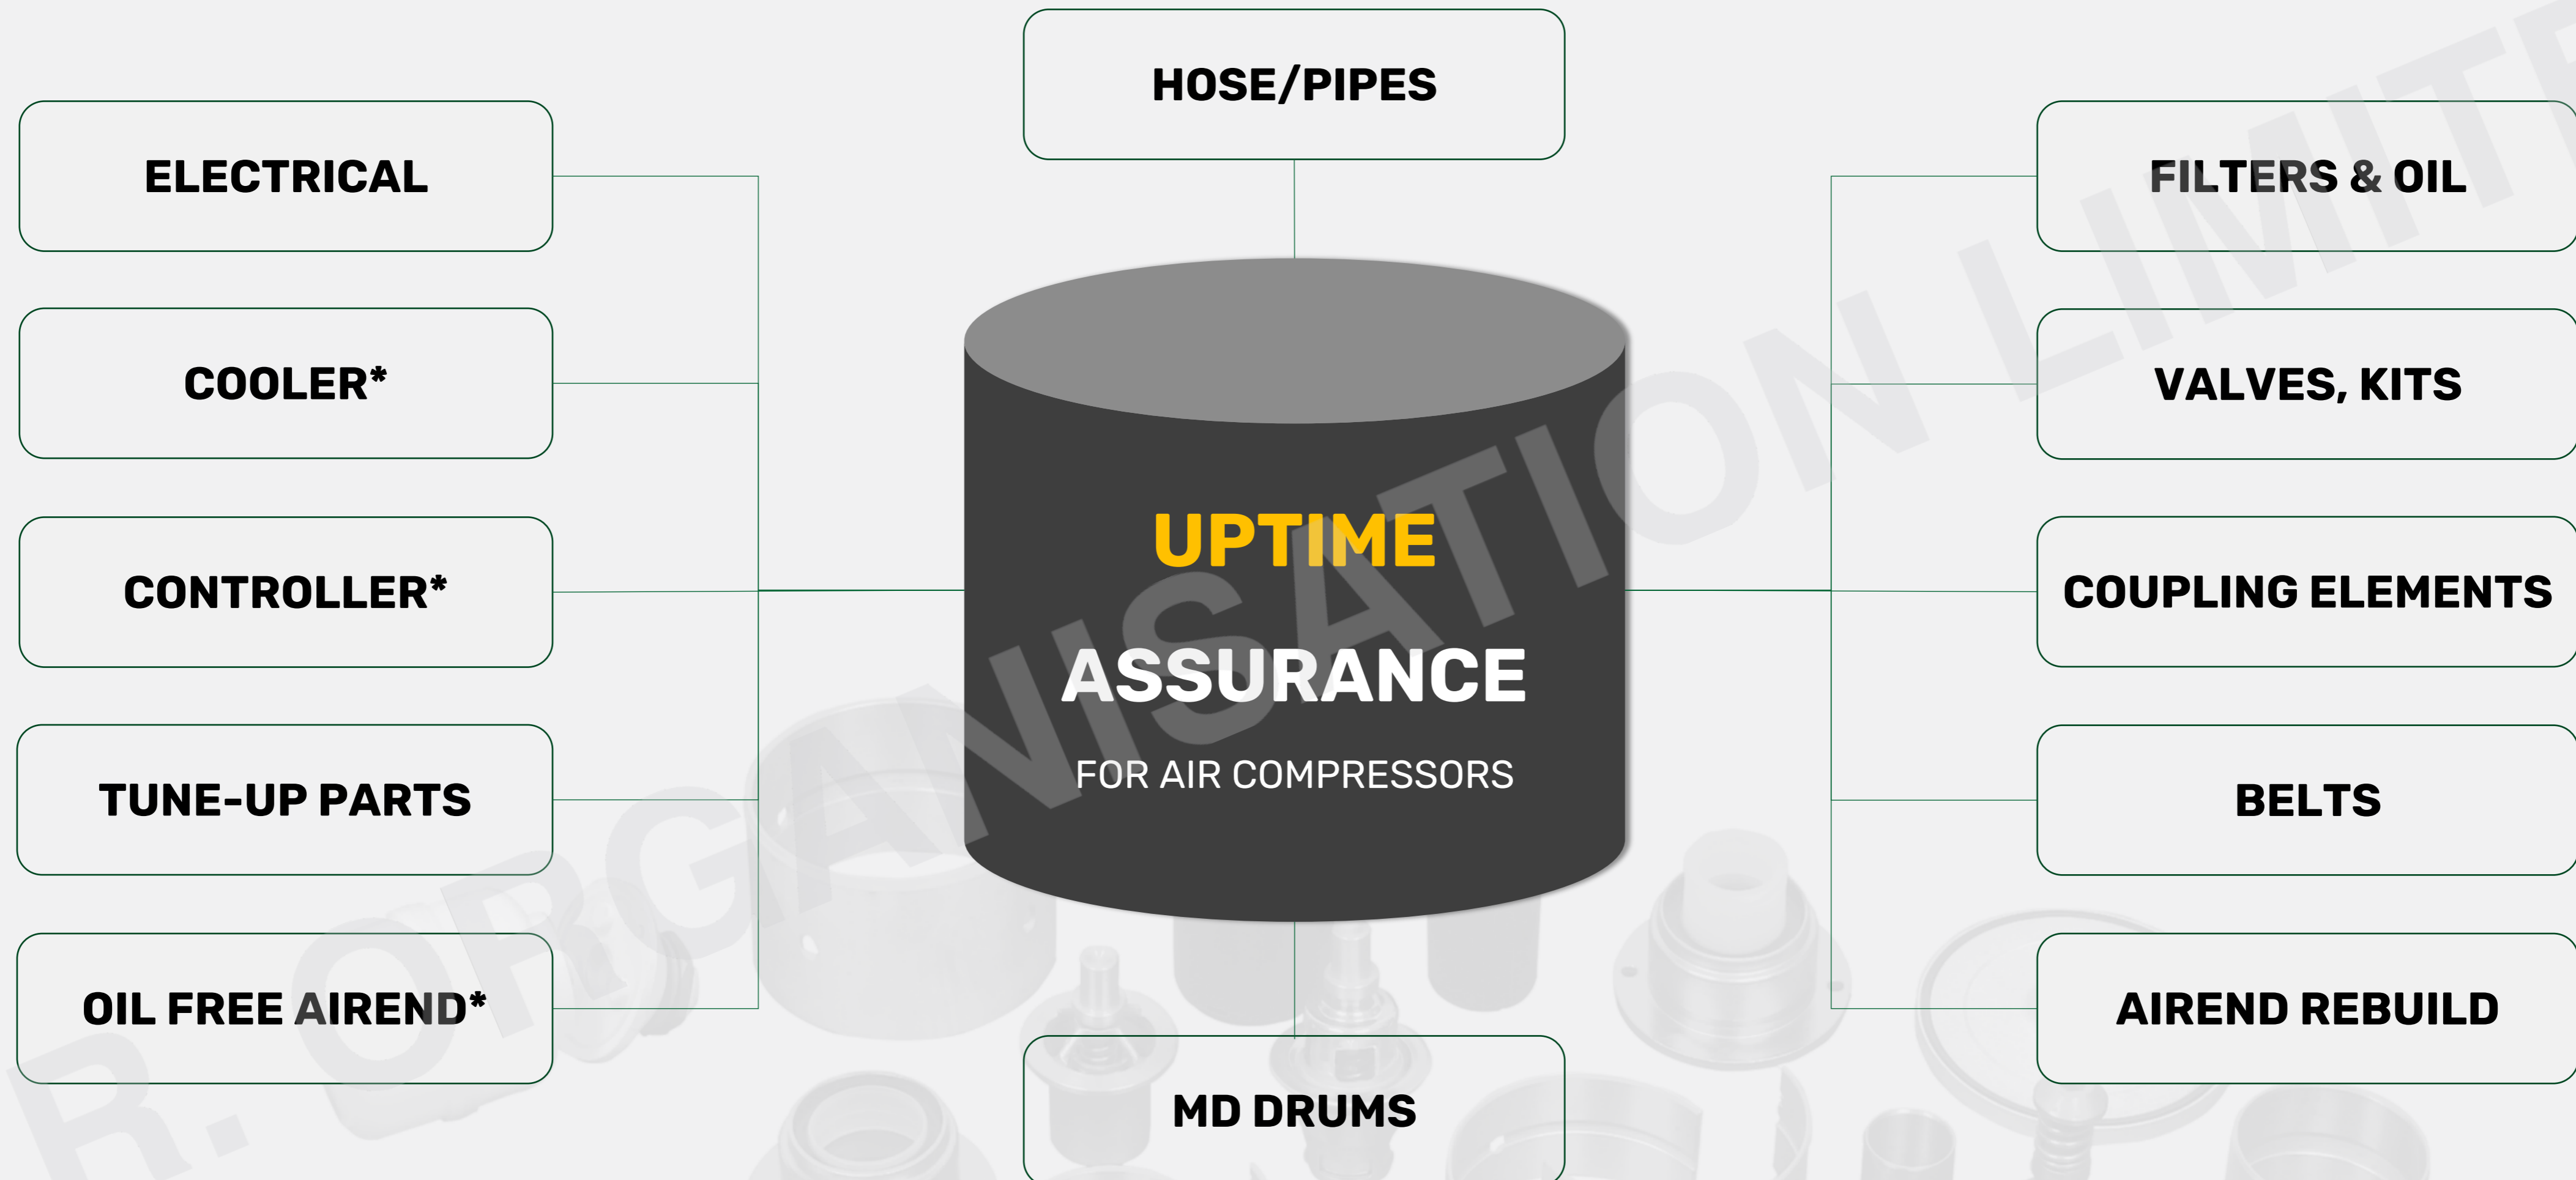 HOSE/PIPES
ELECTRICAL
COOLER*
CONTROLLER*
TUNE-UP PARTS
OIL FREE AIREND*
UPTIME
ASSURANCE
FOR AIR COMPRESSORS
FILTERS & OIL
VALVES, KITS
COUPLING ELEMENTS
BELTS
AIREND REBUILD
MD DRUMS
R. ORGANISATION